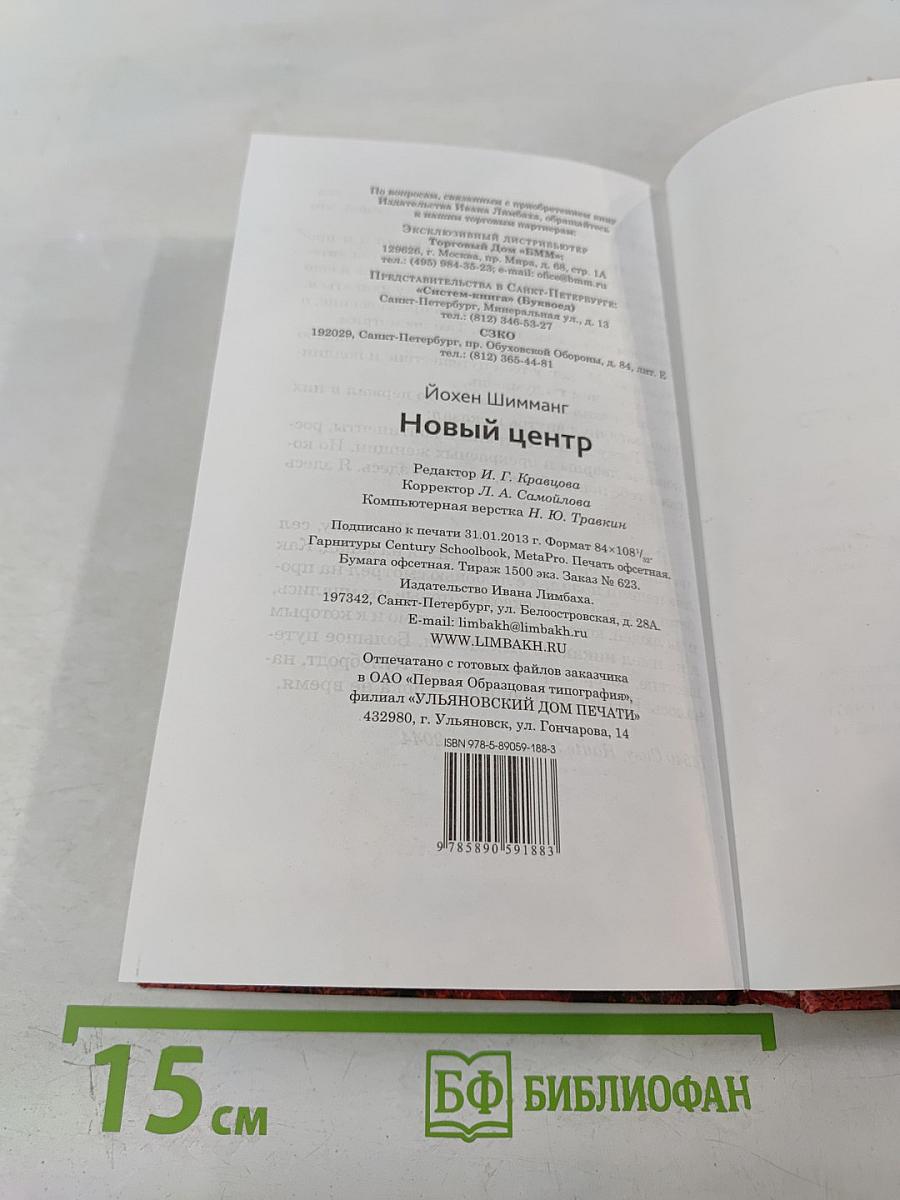 По вопросам, связанным с приобретением книг
Издательства Ивана Лимбаха, обращайтесь
к нашим торговым партнерам:
Эксклюзивный дистрибьютер
Торговый Дом «БММ»:
129626, г. Москва, пр. Мира, д. 68, стр. 1А
тел.: (495) 984-35-23; e-mail: ofice@bmm.ru
Представительства в Санкт-Петербурге:
«Систем-книга» (Буквоед)
Санкт-Петербург, Минеральная ул., д. 13
тел.: (812) 346-53-27
СЗКО
192029, Санкт-Петербург, пр. Обуховской Обороны, д. 84, лит. Е
тел.: (812) 365-44-81
Йохен Шимманг
Новый центр
Редактор И. Г. Кравцова
Корректор Л. А. Самойлова
Компьютерная верстка Н. Ю. Травкин
Подписано к печати 31.01.2013 г. Формат 84×108¹/₃₂.
Гарнитуры Century Schoolbook, MetaPro. Печать офсетная.
Бумага офсетная. Тираж 1500 экз. Заказ № 623.
Издательство Ивана Лимбаха.
197342, Санкт-Петербург, ул. Белоостровская, д. 28А.
E-mail: limbakh@limbakh.ru
WWW.LIMBAKH.RU
Отпечатано с готовых файлов заказчика
в ОАО «Первая Образцовая типография»,
филиал «УЛЬЯНОВСКИЙ ДОМ ПЕЧАТИ»
432980, г. Ульяновск, ул. Гончарова, 14
ISBN 978-5-89059-188-3
9 785890 591883
15 см
БФ БИБЛИОФАН